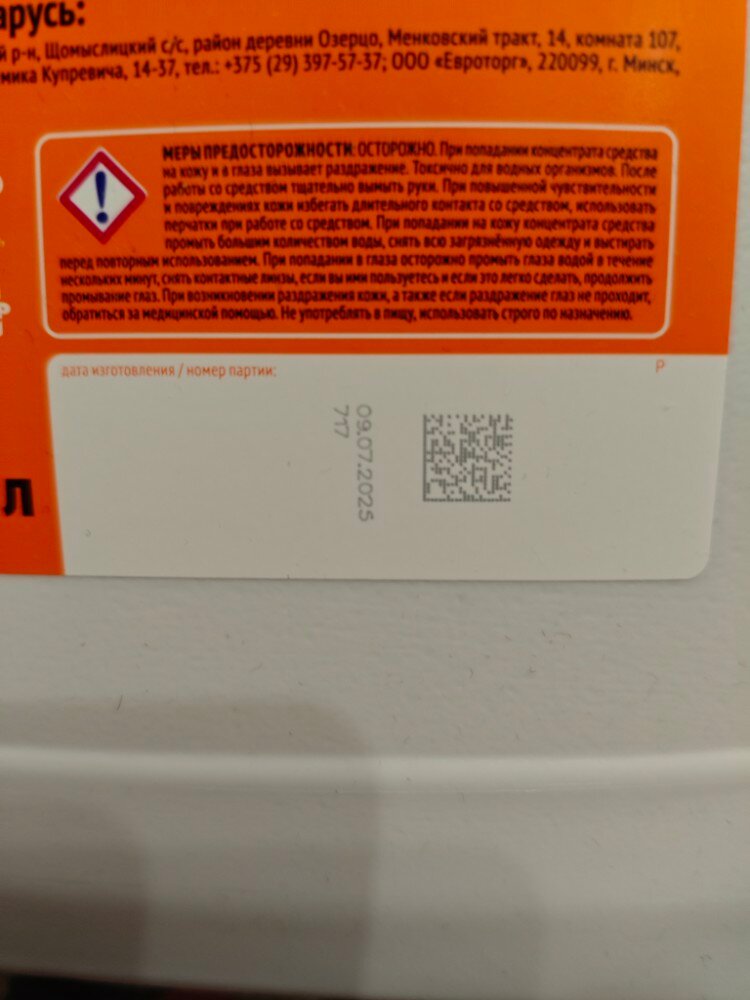 арусь:
й р-н, Щомыслицкий с/с, район деревни Озерцо, Менковский тракт, 14, комната 107,
мика Купревича, 14-37, тел.: +375 (29) 397-57-37; ООО «Евроторг», 220099, г. Минск,
МЕРЫ ПРЕДОСТОРОЖНОСТИ: ОСТОРОЖНО. При попадании концентрата средства
на кожу и в глаза вызывает раздражение. Токсично для водных организмов. После
работы со средством тщательно вымыть руки. При повышенной чувствительности
и повреждениях кожи избегать длительного контакта со средством, использовать
перчатки при работе со средством. При попадании на кожу концентрата средства
промыть большим количеством воды, снять всю загрязнённую одежду и выстирать
перед повторным использованием. При попадании в глаза осторожно промыть глаза водой в течение
нескольких минут, снять контактные линзы, если вы ими пользуетесь и если это легко сделать, продолжить
промывание глаз. При возникновении раздражения кожи, а также если раздражение глаз не проходит,
обратиться за медицинской помощью. Не употреблять в пищу, использовать строго по назначению.
дата изготовления / номер партии:
Р
09.07.2025
717
л